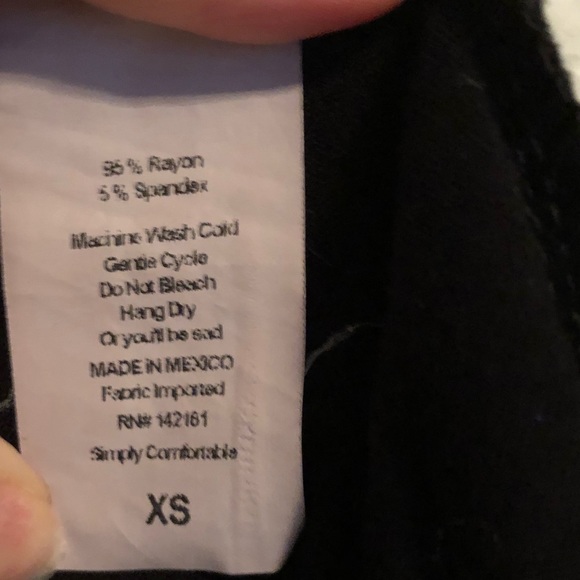 95% Rayon
5% Spandex
Machine Wash Cold
Gentle Cycle
Do Not Bleach
Hang Dry
Or you'll be sad
MADE IN MEXICO
Fabric Imported
RN# 142161
Simply Comfortable
XS